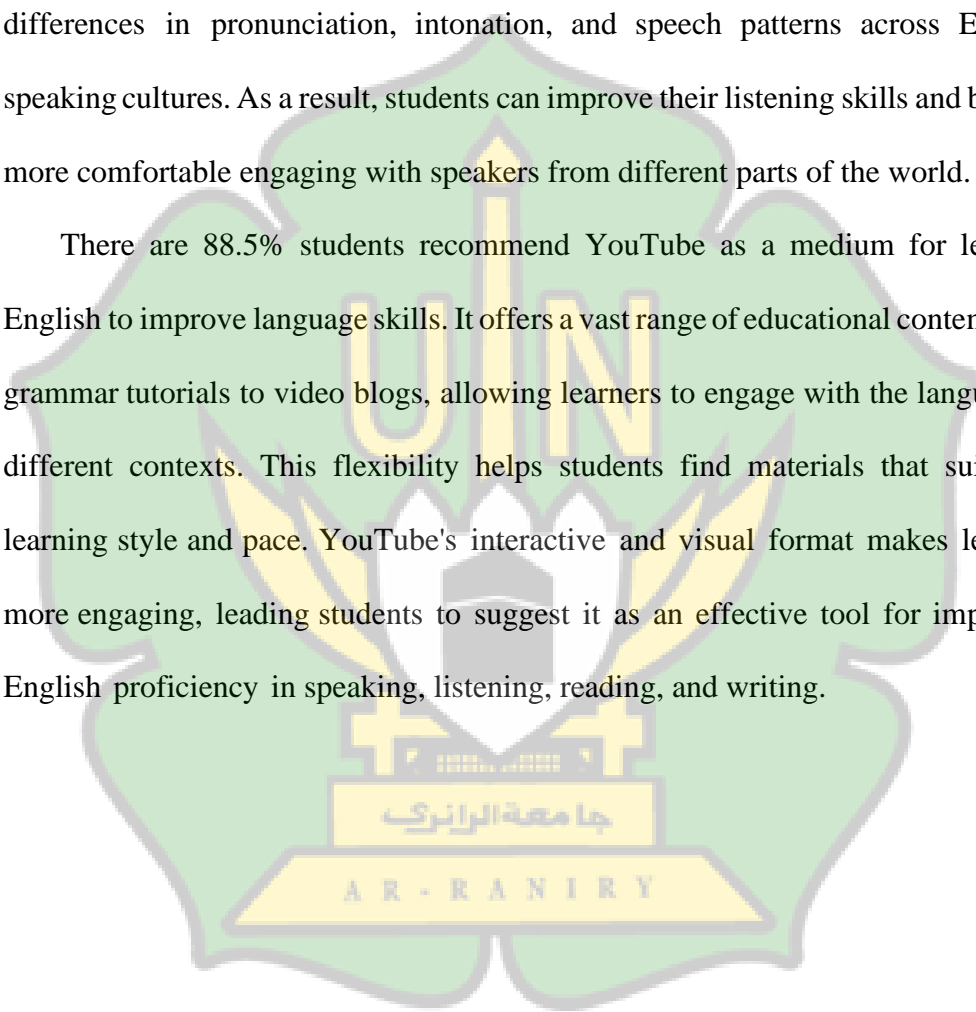 differences in pronunciation, intonation, and speech patterns across E
speaking cultures. As a result, students can improve their listening skills and b
more comfortable engaging with speakers from different parts of the world.
There are 88.5% students recommend YouTube as a medium for le
English to improve language skills. It offers a vast range of educational conten
grammar tutorials to video blogs, allowing learners to engage with the langu
different contexts. This flexibility helps students find materials that sui
learning style and pace. YouTube's interactive and visual format makes le
more engaging, leading students to suggest it as an effective tool for imp
English proficiency in speaking, listening, reading, and writing.
UIN
جامعة الرانري
AR-RANIRY